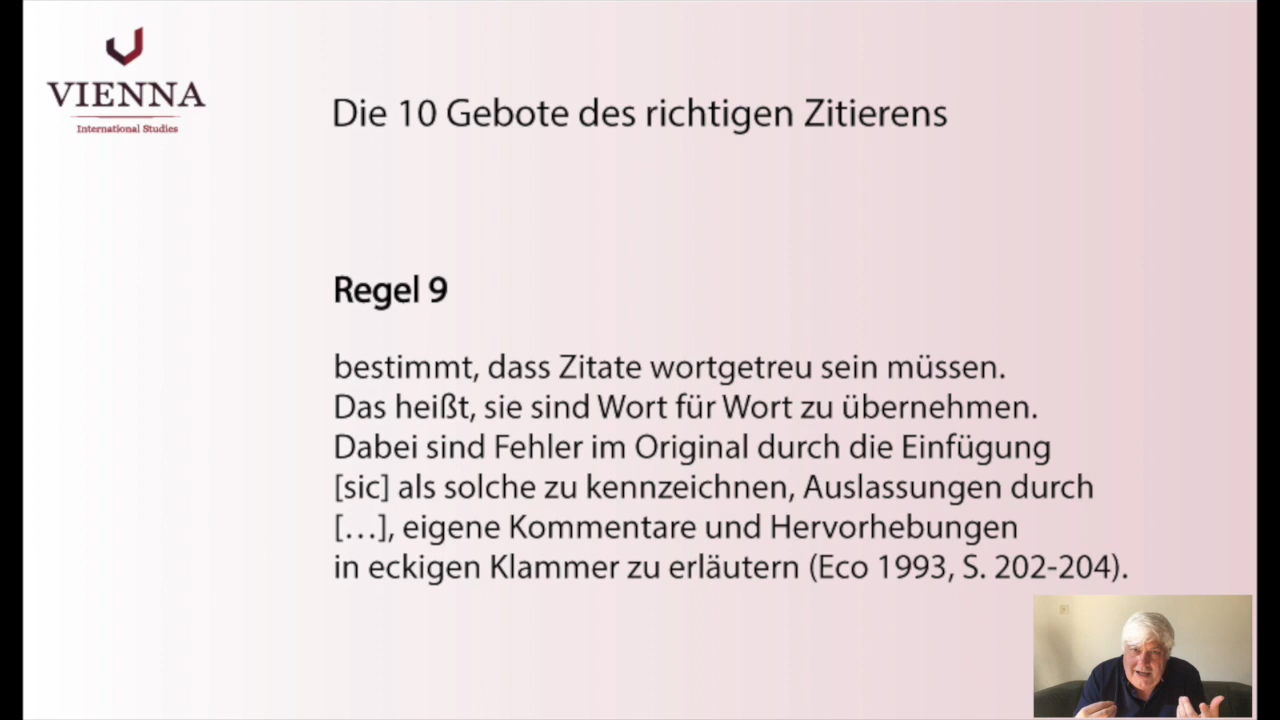 VIENNA
International Studies
Die 10 Gebote des richtigen Zitierens
Regel 9
bestimmt, dass Zitate wortgetreu sein müssen.
Das heißt, sie sind Wort für Wort zu übernehmen.
Dabei sind Fehler im Original durch die Einfügung
[sic] als solche zu kennzeichnen, Auslassungen durch
[…], eigene Kommentare und Hervorhebungen
in eckigen Klammer zu erläutern (Eco 1993, S. 202-204).